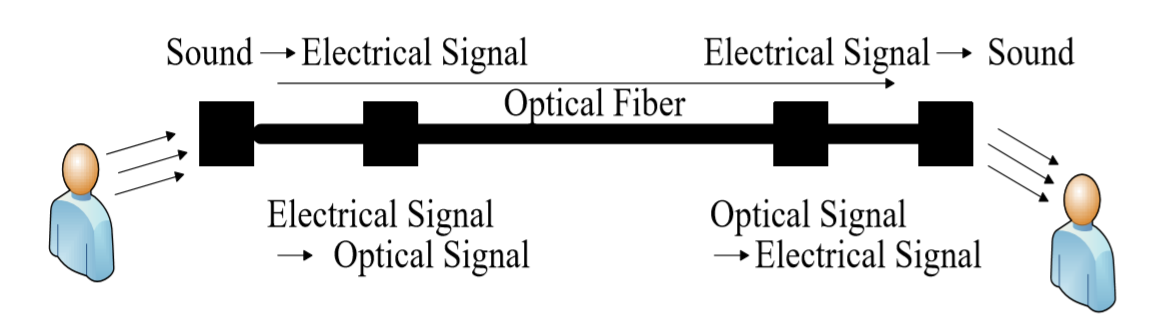 Sound → Electrical Signal
Electrical Signal → Sound
Optical Fiber
Electrical Signal
→ Optical Signal
Optical Signal
→ Electrical Signal